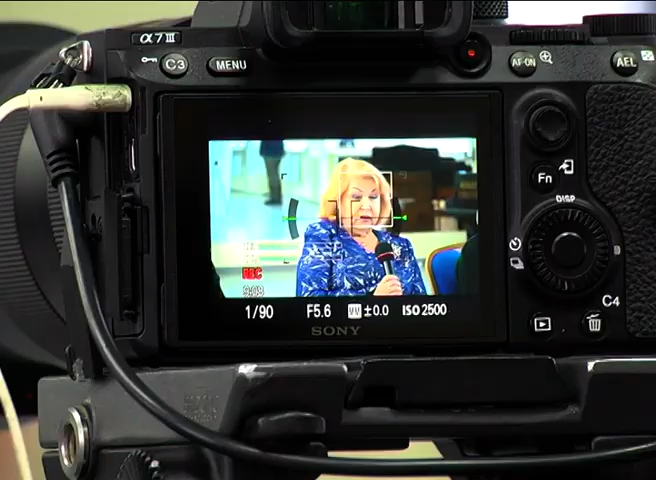 α7III
C3
MENU
AF-ON
AEL
Fn
DISP
REC
1/90 F5.6 ±0.0 ISO 2500
SONY
C4